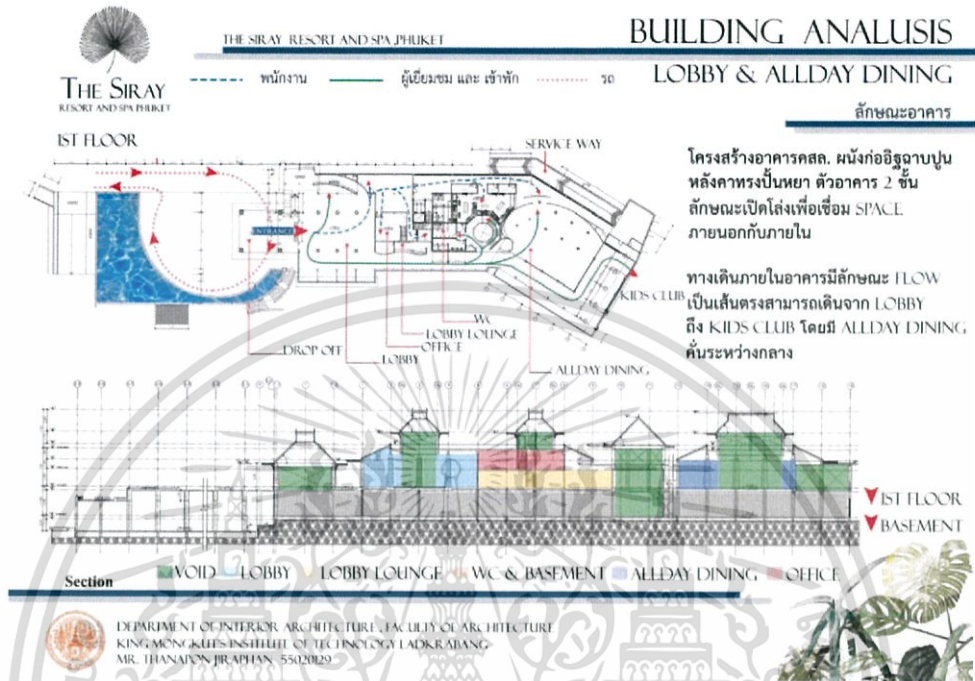 THE SIRAY
RESORT AND SPA PHUKET
THE SIRAY RESORT AND SPA ,PHUKET
BUILDING ANALUSIS
LOBBY & ALLDAY DINING
พนักงาน
ผู้เยี่ยมชม และ เข้าพัก
รถ
ลักษณะอาคาร
1ST FLOOR
SERVICE WAY
โครงสร้างอาคารคสล. ผนังก่ออิฐฉาบปูน
หลังคาทรงปั้นหยา ตัวอาคาร 2 ชั้น
ลักษณะเปิดโล่งเพื่อเชื่อม SPACE
ภายนอกกับภายใน
ENTRANCE
ทางเดินภายในอาคารมีลักษณะ FLOW
เป็นเส้นตรงสามารถเดินจาก LOBBY
ถึง KIDS CLUB โดยมี ALLDAY DINING
คั่นระหว่างกลาง
KIDS CLUB
WC
LOBBY LOUNGE
OFFICE
DROP OFF
LOBBY
ALLDAY DINING
1ST FLOOR
BASEMENT
Section
VOID LOBBY LOBBY LOUNGE WC & BASEMENT ALLDAY DINING OFFICE
DEPARTMENT OF INTERIOR ARCHITECTURE , FACULTY OF ARCHITECTURE
KING MONGKUT'S INSTITUTE OF TECHNOLOGY LADKRABANG
MR. THANAPON JIRAPHAN 55020129